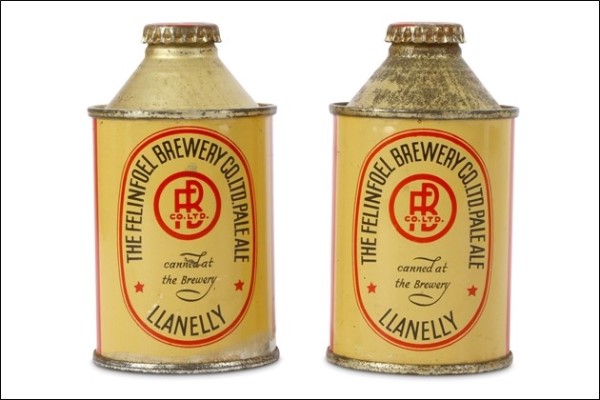 THE FELINFOEL BREWERY CO. LTD. PALE ALE
FB
CO. LTD.
canned at
the Brewery
LLANELLY
THE FELINFOEL BREWERY CO. LTD. PALE ALE
FB
CO. LTD.
canned at
the Brewery
LLANELLY